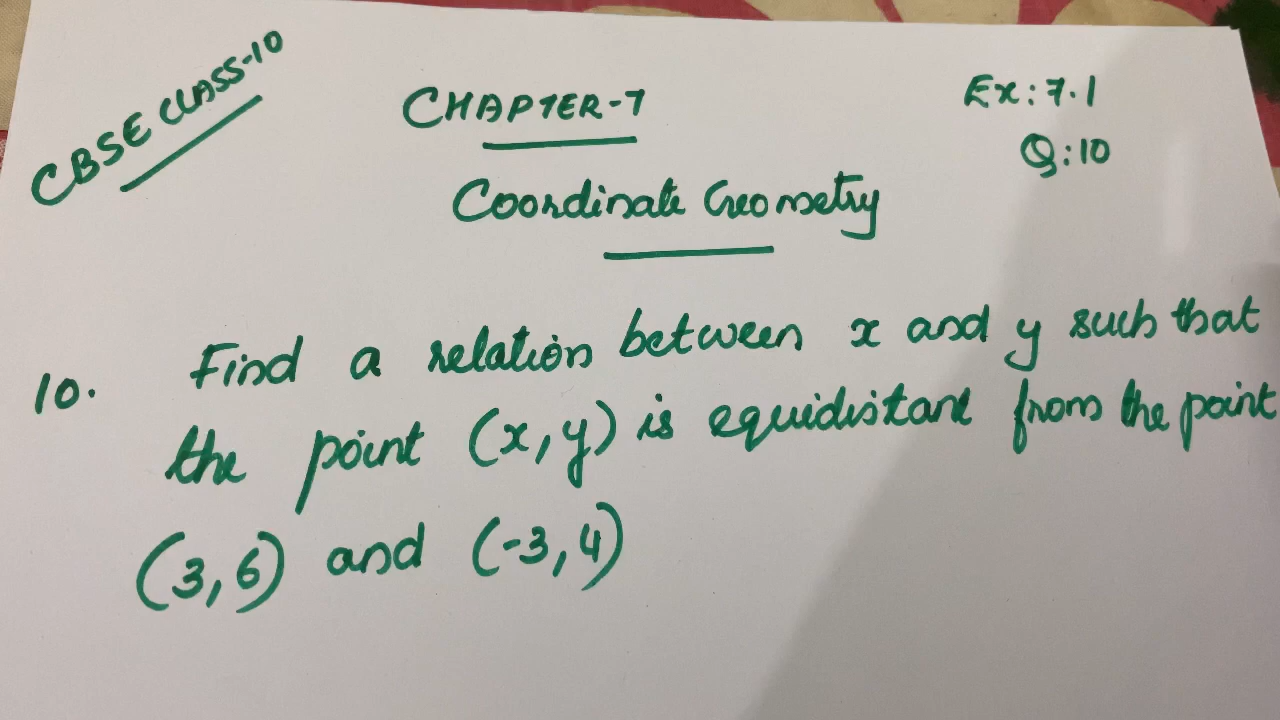 CBSE CLASS-10
CHAPTER-7
Ex: 7.1
Q:10
Coordinate Geometry
10. Find a relation between x and y such that
the point (x,y) is equidistant from the point
(3,6) and (-3,4)